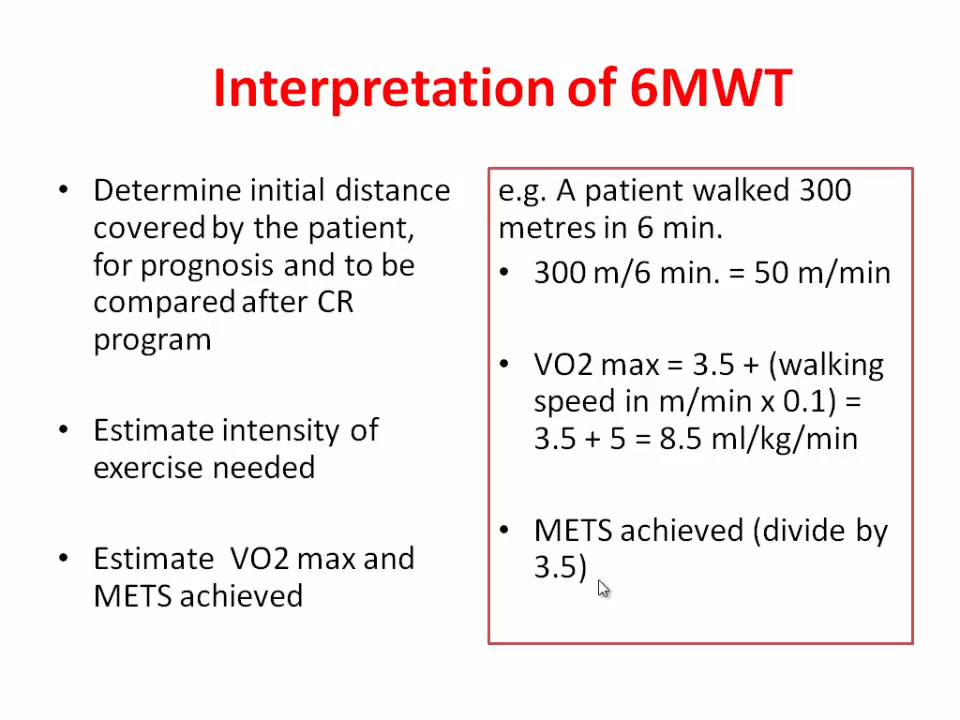 Interpretation of 6MWT
• Determine initial distance
covered by the patient,
for prognosis and to be
compared after CR
program
• Estimate intensity of
exercise needed
• Estimate VO2 max and
METS achieved
e.g. A patient walked 300
metres in 6 min.
• 300 m/6 min. = 50 m/min
• VO2 max = 3.5 + (walking
speed in m/min x 0.1) =
3.5 + 5 = 8.5 ml/kg/min
• METS achieved (divide by
3.5)